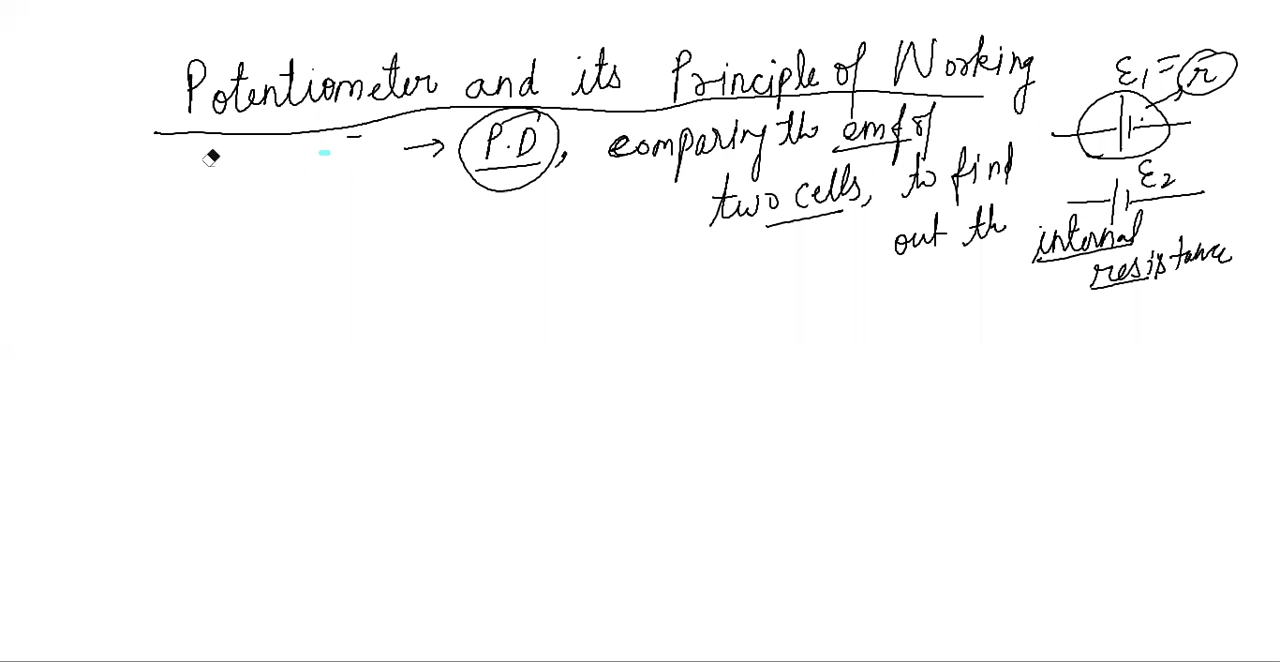 Potentiometer and its Principle of Working
→ P.D, comparing the emf of
two cells, to find
out the internal
resistance
ε₁ = r
ε₂